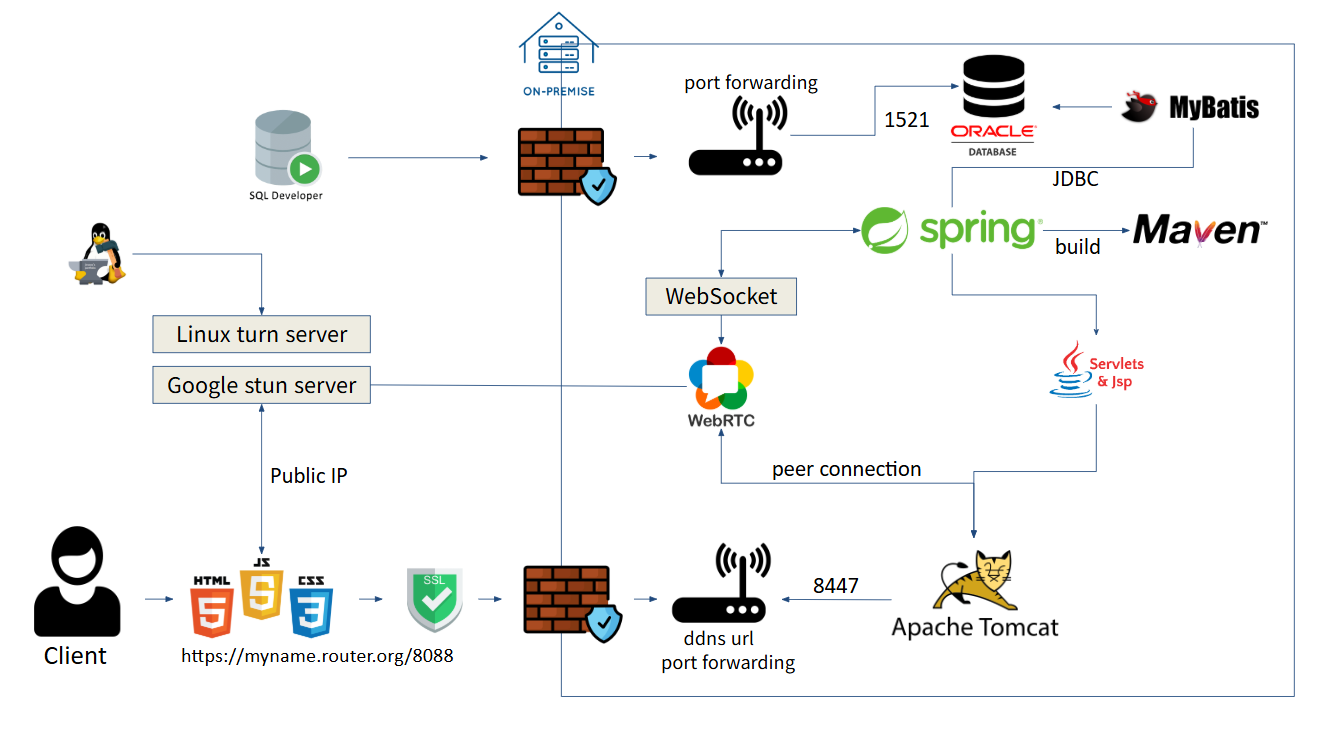 ON-PREMISE
port forwarding
1521
ORACLE
DATABASE
MyBatis
SQL Developer
JDBC
spring
build
Maven™
WebSocket
Linux turn server
Google stun server
WebRTC
Servlets
& Jsp
Public IP
peer connection
HTML
JS
CSS
5
5
3
SSL
8447
Apache Tomcat
Client
https://myname.router.org/8088
ddns url
port forwarding